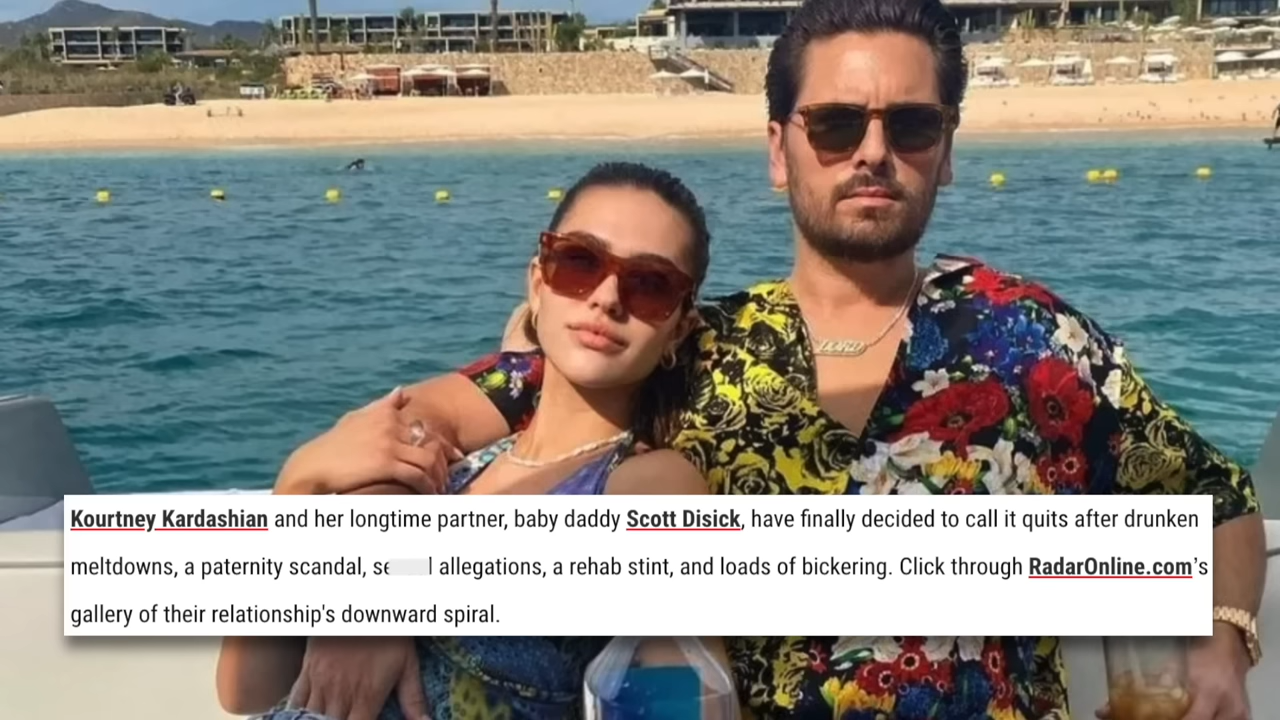 Kourtney Kardashian and her longtime partner, baby daddy Scott Disick, have finally decided to call it quits after drunken
meltdowns, a paternity scandal, se l allegations, a rehab stint, and loads of bickering. Click through RadarOnline.com's
gallery of their relationship's downward spiral.